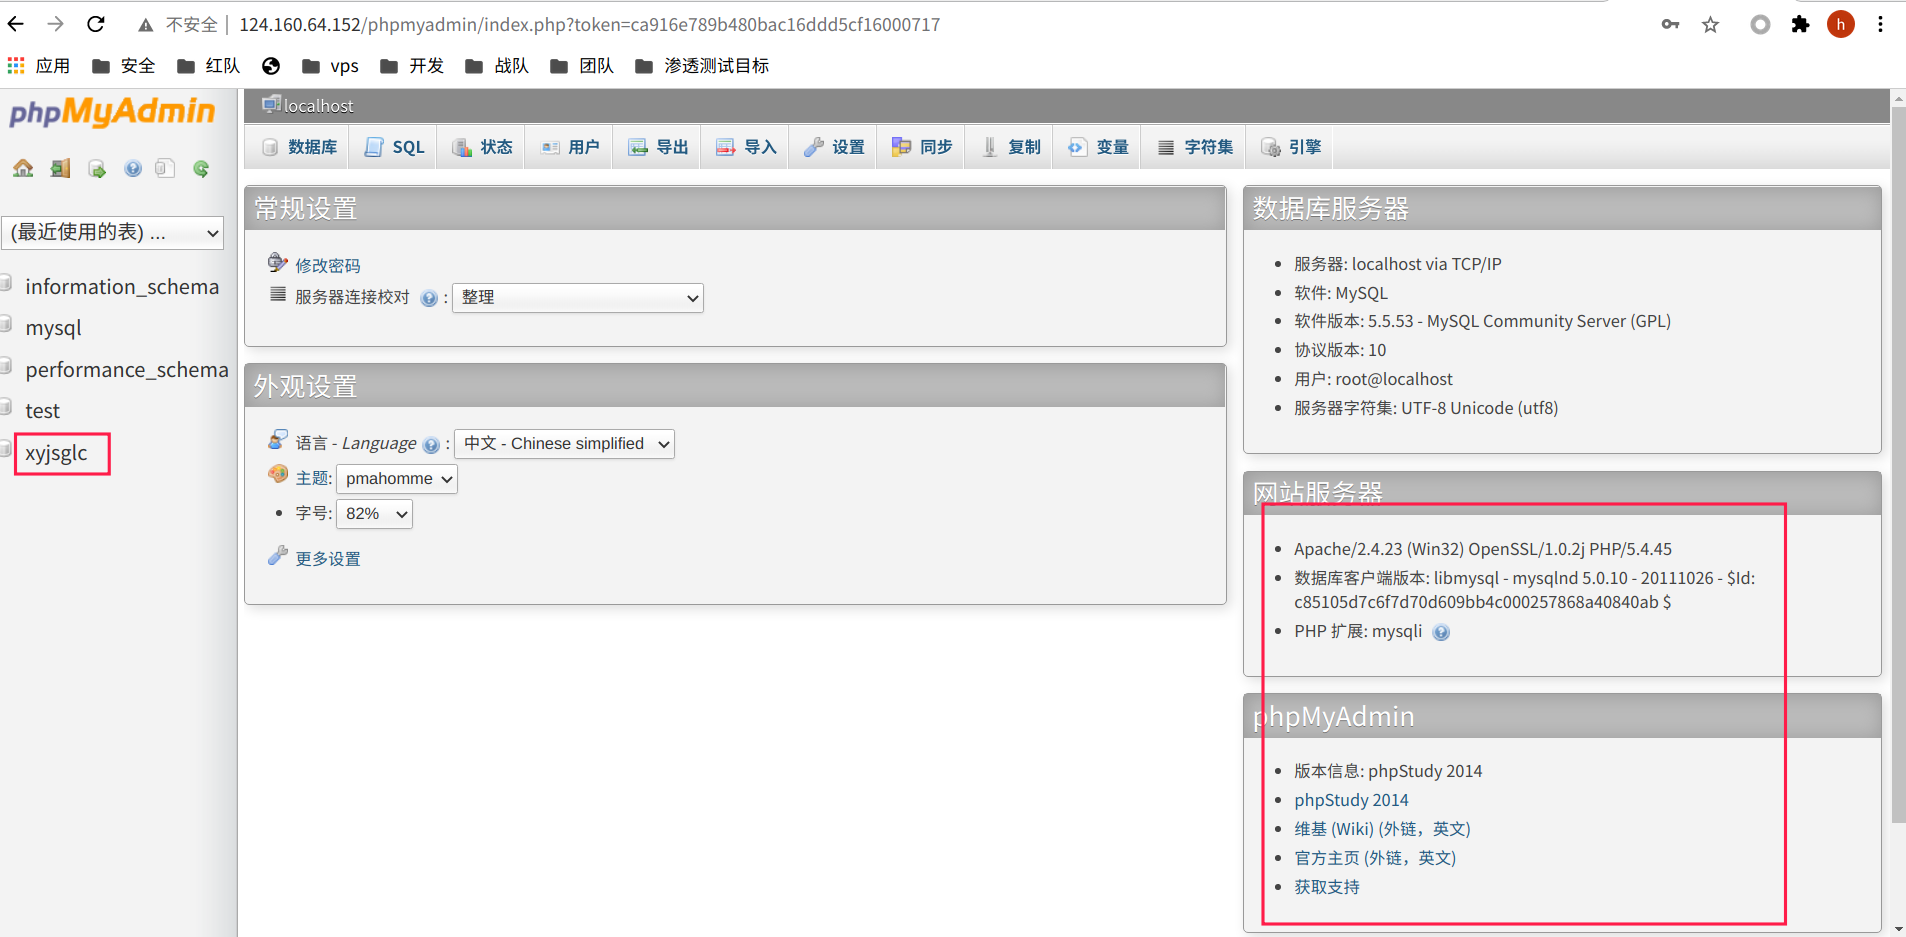 不安全 | 124.160.64.152/phpmyadmin/index.php?token=ca916e789b480bac16ddd5cf16000717
h
应用 安全 红队 vps 开发 战队 团队 渗透测试目标
phpMyAdmin
(最近使用的表) ...
information_schema
mysql
performance_schema
test
xyjsglc
localhost
数据库 SQL 状态 用户 导出 导入 设置 同步 复制 变量 字符集 引擎
常规设置
修改密码
服务器连接校对 : 整理
外观设置
语言 - Language : 中文 - Chinese simplified
主题: pmahomme
字号: 82%
更多设置
数据库服务器
服务器: localhost via TCP/IP
软件: MySQL
软件版本: 5.5.53 - MySQL Community Server (GPL)
协议版本: 10
用户: root@localhost
服务器字符集: UTF-8 Unicode (utf8)
网站服务器
Apache/2.4.23 (Win32) OpenSSL/1.0.2j PHP/5.4.45
数据库客户端版本: libmysql - mysqlnd 5.0.10 - 20111026 - $Id:
c85105d7c6f7d70d609bb4c000257868a40840ab $
PHP 扩展: mysqli
phpMyAdmin
版本信息: phpStudy 2014
phpStudy 2014
维基 (Wiki) (外链，英文)
官方主页 (外链，英文)
获取支持